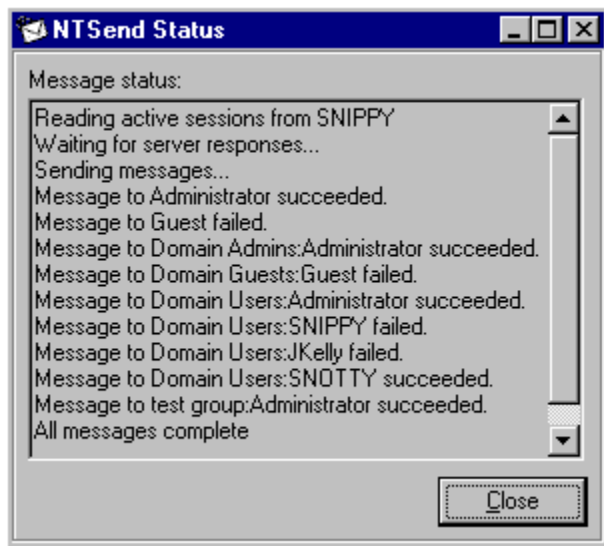 NTSend Status
Message status:
Reading active sessions from SNIPPY
Waiting for server responses...
Sending messages...
Message to Administrator succeeded.
Message to Guest failed.
Message to Domain Admins:Administrator succeeded.
Message to Domain Guests:Guest failed.
Message to Domain Users:Administrator succeeded.
Message to Domain Users:SNIPPY failed.
Message to Domain Users:JKelly failed.
Message to Domain Users:SNOTTY succeeded.
Message to test group:Administrator succeeded.
All messages complete
Close